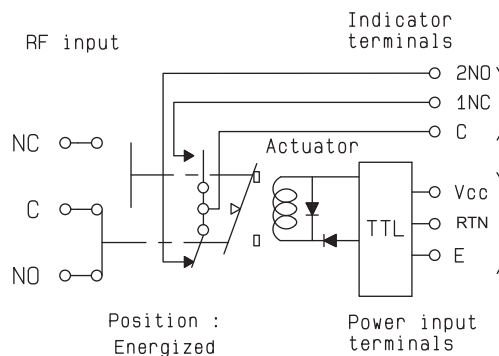 RF input
Indicator
terminals
2NO
1NC
C
Actuator
NC
C
NO
TTL
Vcc
RTN
E
Position :
Energized
Power input
terminals